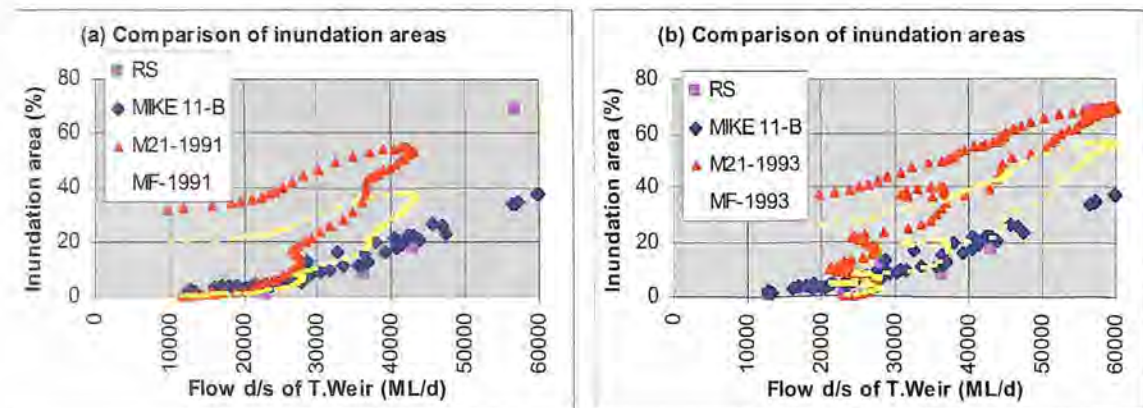 (a) Comparison of inundation areas
RS
MIKE 11-B
M21-1991
MF-1991
Inundation area (%)
80
60
40
20
0
0
10000
20000
30000
40000
50000
60000
Flow d/s of T.Weir (ML/d)
(b) Comparison of inundation areas
RS
MIKE 11-B
M21-1993
MF-1993
Inundation area (%)
80
60
40
20
0
0
10000
20000
30000
40000
50000
60000
Flow d/s of T.Weir (ML/d)